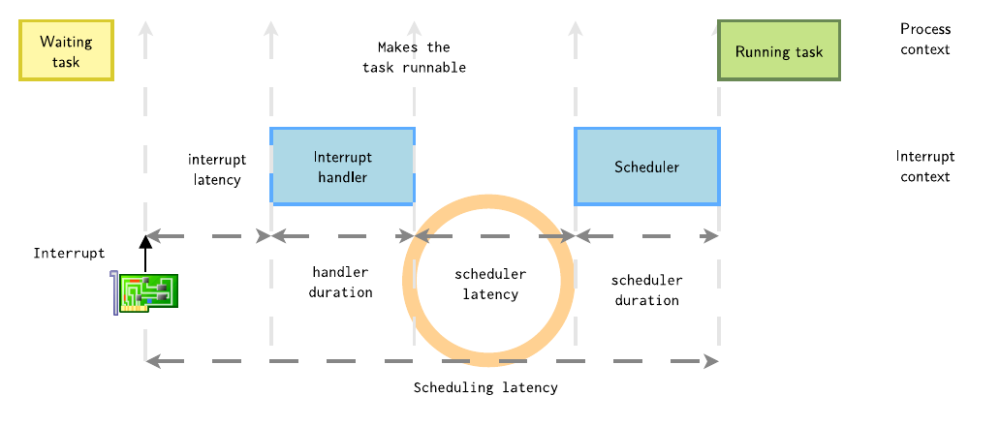 Waiting
task
Makes the
task runnable
Running task
Process
context
interrupt
latency
Interrupt
handler
Scheduler
Interrupt
context
Interrupt
handler
duration
scheduler
latency
scheduler
duration
Scheduling latency